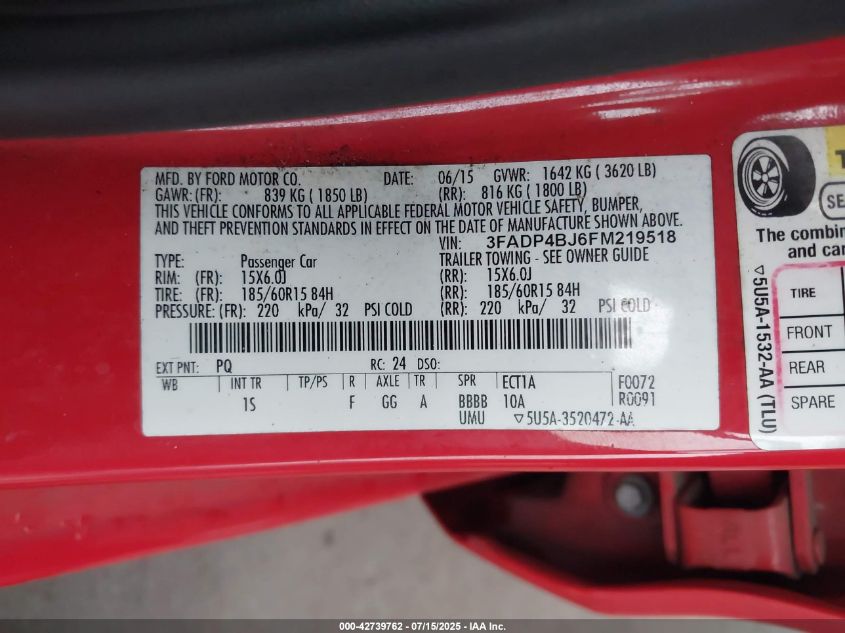 MFD. BY FORD MOTOR CO. DATE: 06/15 GVWR: 1642 KG ( 3620 LB)
GAWR: (FR): 839 KG ( 1850 LB) (RR): 816 KG ( 1800 LB)
THIS VEHICLE CONFORMS TO ALL APPLICABLE FEDERAL MOTOR VEHICLE SAFETY, BUMPER,
AND THEFT PREVENTION STANDARDS IN EFFECT ON THE DATE OF MANUFACTURE SHOWN ABOVE.
VIN: 3FADP4BJ6FM219518
TYPE: Passenger Car TRAILER TOWING - SEE OWNER GUIDE
RIM: (FR): 15X6.0J (RR): 15X6.0J
TIRE: (FR): 185/60R15 84H (RR): 185/60R15 84H
PRESSURE: (FR): 220 kPa/ 32 PSI COLD (RR): 220 kPa/ 32 PSI COLD
EXT PNT: PQ RC: 24 DSO:
WB INT TR TP/PS R AXLE TR SPR ECT1A F0072
1S F GG A BBBB 10A R0091
UMU ▽5U5A-3520472-AA
T
SE
The combin
and carg
TIRE
FRONT
REAR
SPARE
▽5U5A-1532-AA (TLU)
000-42739762 - 07/15/2025 - IAA Inc.